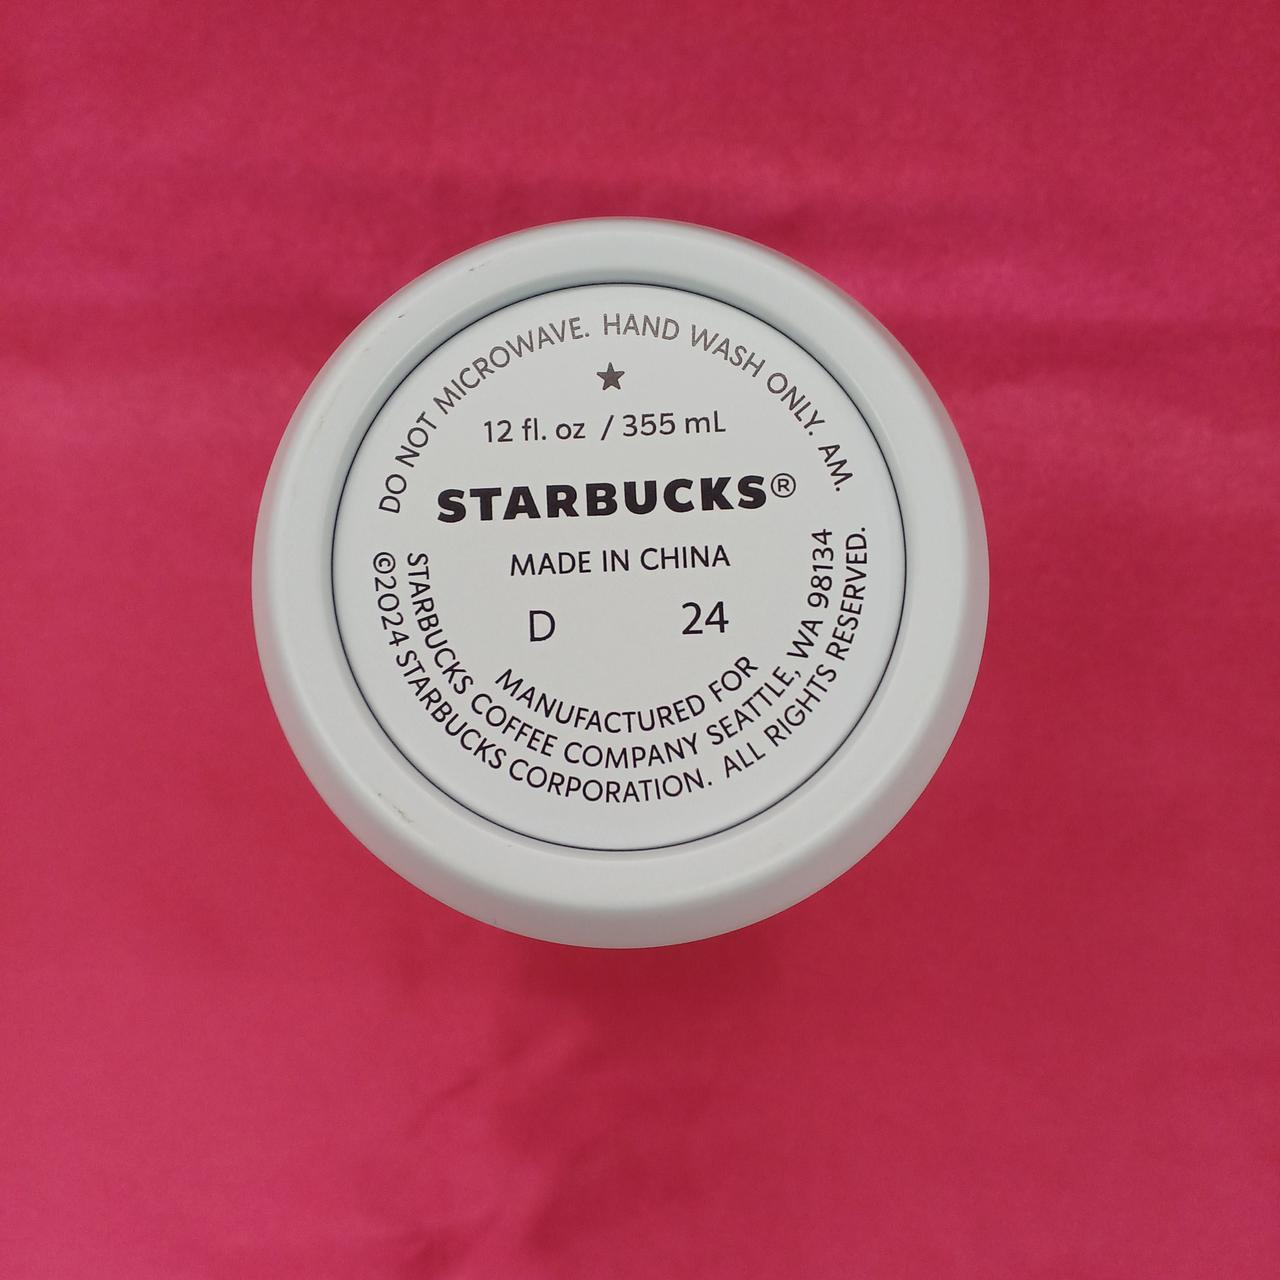 DO NOT MICROWAVE. HAND WASH ONLY. AM.
★
12 fl. oz / 355 mL
STARBUCKS®
MADE IN CHINA
D 24
MANUFACTURED FOR
STARBUCKS COFFEE COMPANY SEATTLE, WA 98134
©2024 STARBUCKS CORPORATION. ALL RIGHTS RESERVED.